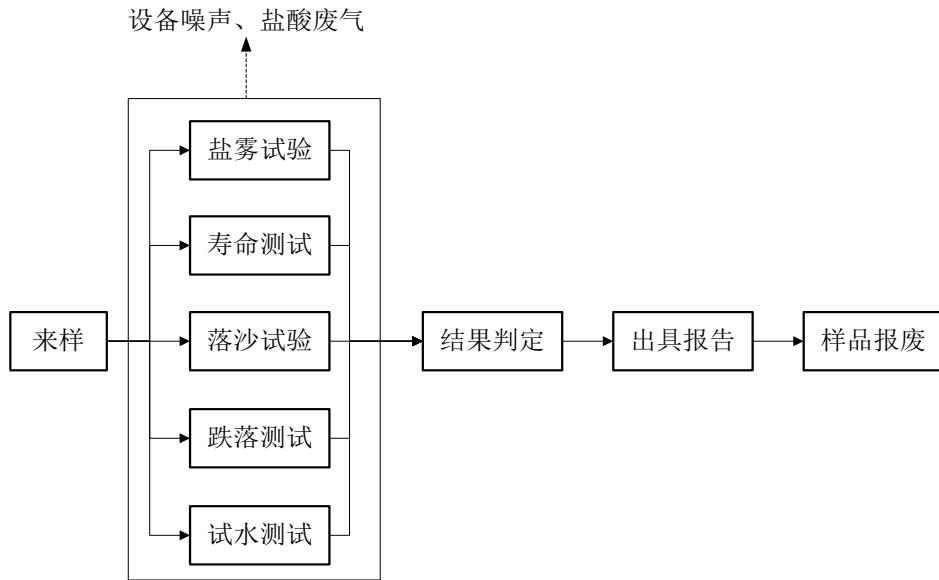 设备噪声、盐酸废气
盐雾试验
寿命测试
来样
落沙试验
结果判定
出具报告
样品报废
跌落测试
试水测试